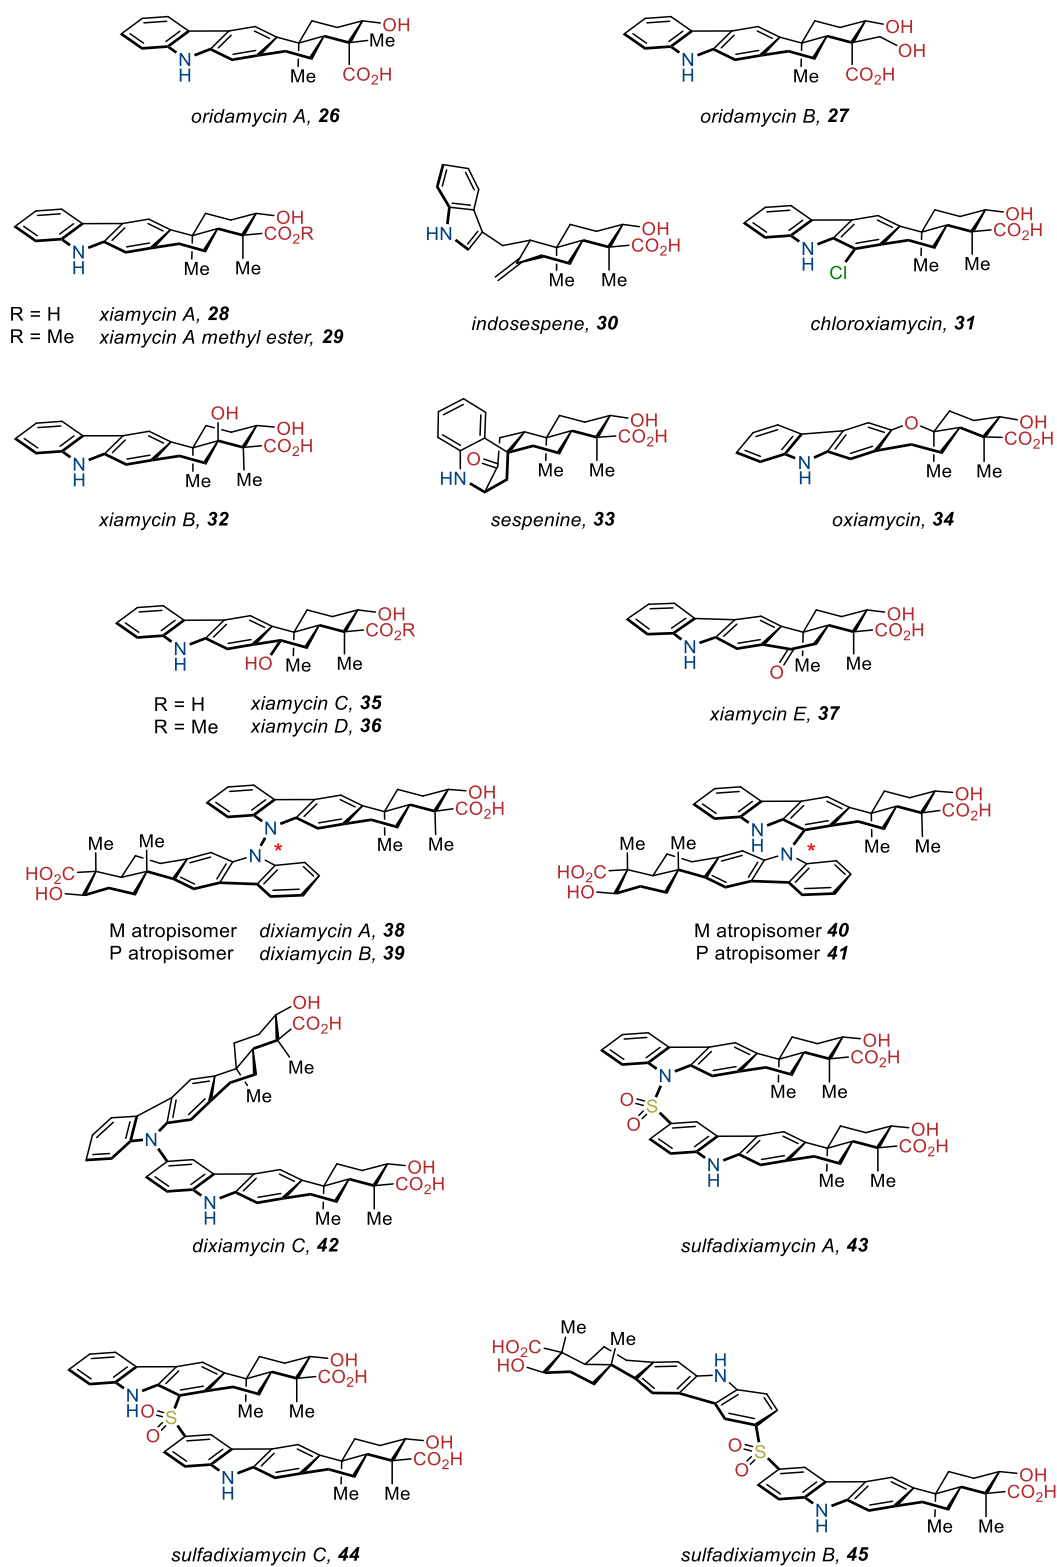 OH
Me
N
H
Me
CO₂H
oridamycin A, 26
OH
OH
N
H
Me
CO₂H
oridamycin B, 27
OH
CO₂R
N
H
Me
Me
R = H xiamycin A, 28
R = Me xiamycin A methyl ester, 29
HN
OH
CO₂H
Me
Me
indosespene, 30
OH
CO₂H
N
H
Cl
Me
Me
chloroxiamycin, 31
OH
OH
CO₂H
N
H
Me
Me
xiamycin B, 32
O
HN
OH
CO₂H
Me
Me
sespenine, 33
O
OH
CO₂H
N
H
Me
Me
oxiamycin, 34
OH
CO₂R
N
H
HO
Me
Me
R = H xiamycin C, 35
R = Me xiamycin D, 36
OH
CO₂H
N
H
O
Me
Me
xiamycin E, 37
OH
CO₂H
N
N
*
Me
Me
Me
Me
HO₂C
HO
M atropisomer dixiamycin A, 38
P atropisomer dixiamycin B, 39
OH
CO₂H
N
H
N
*
Me
Me
Me
Me
HO₂C
HO
M atropisomer 40
P atropisomer 41
OH
CO₂H
Me
Me
N
OH
CO₂H
N
H
Me
Me
dixiamycin C, 42
OH
CO₂H
N
Me
Me
O
S
O
OH
CO₂H
N
H
Me
Me
sulfadixiamycin A, 43
OH
CO₂H
N
H
Me
Me
O
S
O
OH
CO₂H
N
H
Me
Me
sulfadixiamycin C, 44
Me
Me
HO₂C
HO
H
N
O
S
O
OH
CO₂H
N
H
Me
Me
sulfadixiamycin B, 45